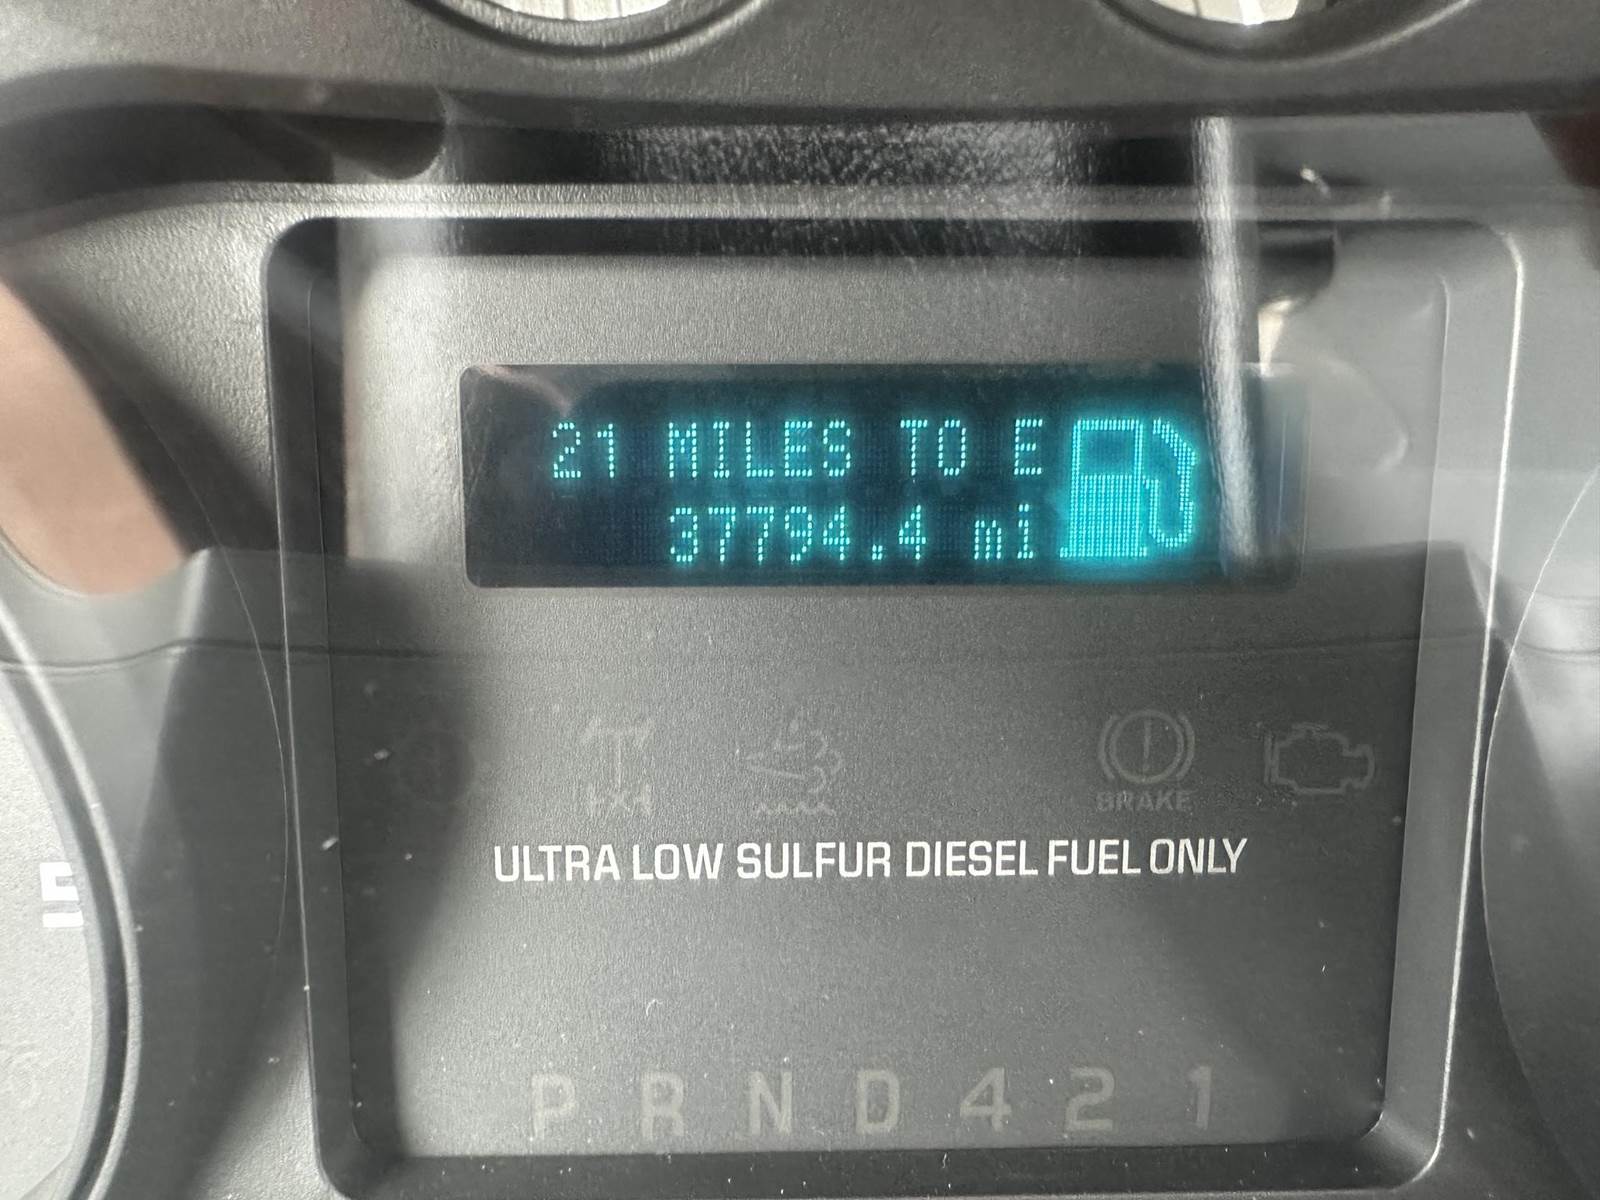 21 MILES TO E
37794.4 mi
BRAKE
ULTRA LOW SULFUR DIESEL FUEL ONLY
P R N D 4 2 1